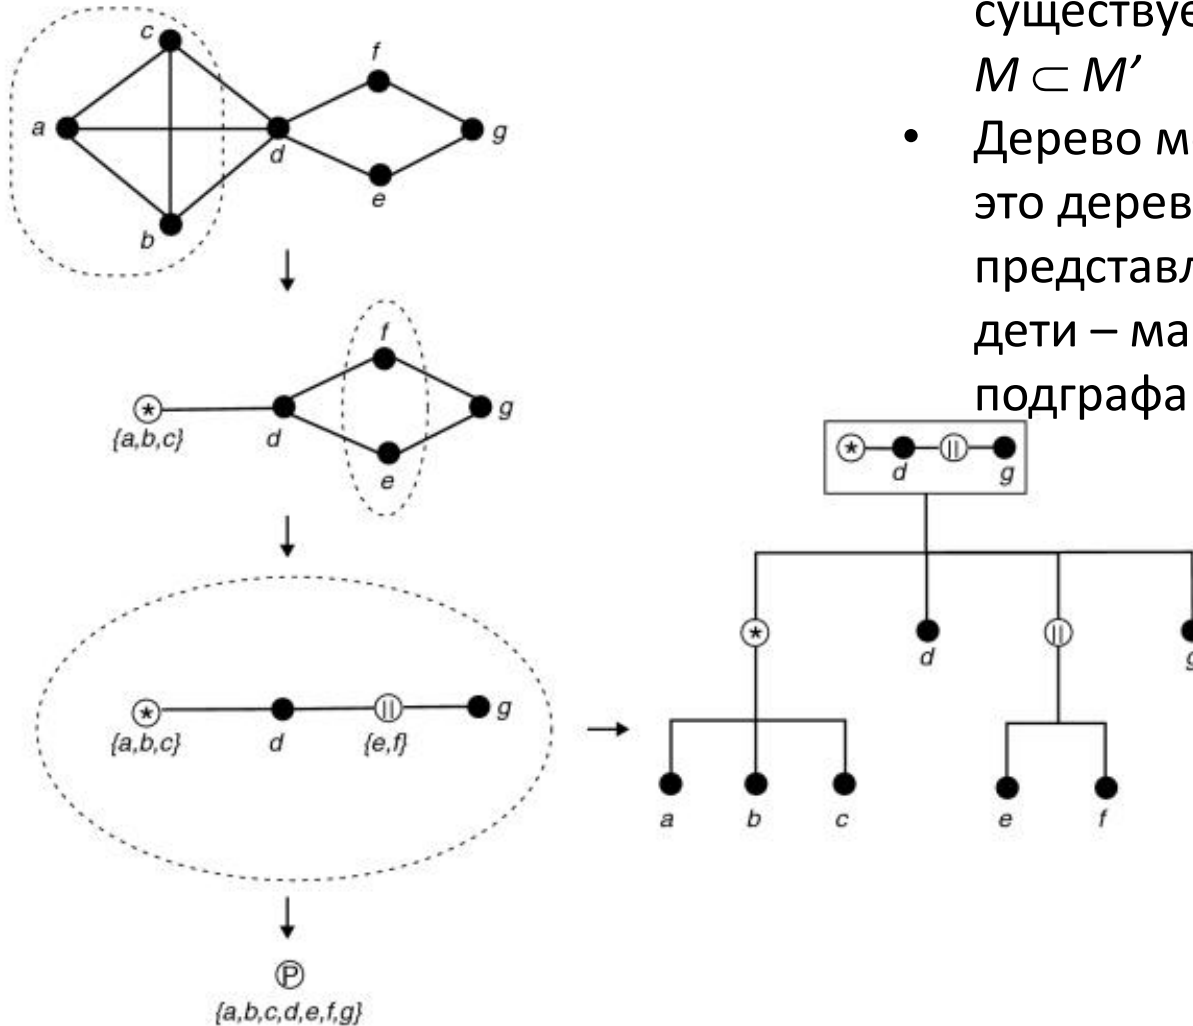 существуе
M ⊂ M’
• Дерево м
это дерев
представл
дети – ма
подграфа
c
f
a
d
g
b
e
f
* d g
{a,b,c}
e
* d || g
* d ||
g
* || g
{a,b,c} d {e,f}
a b c e f
P
{a,b,c,d,e,f,g}